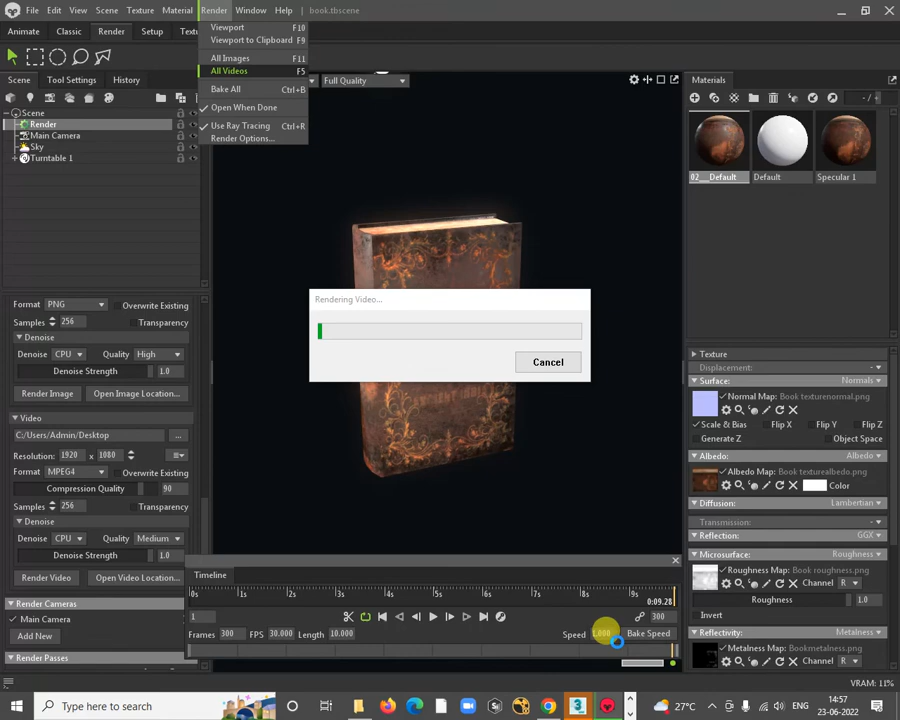 File Edit View Scene Texture Material Render Window Help book.tbscene
Animate Classic Render Setup
Viewport F10
Viewport to Clipboard F9
All Images F11
All Videos F5
Bake All Ctrl+B
Open When Done
Use Ray Tracing Ctrl+R
Render Options...
Full Quality
Scene Tool Settings History
Scene
Render
Main Camera
Sky
Turntable 1
Materials
- / -
02__Default Default Specular 1
Rendering Video...
Cancel
Format PNG Overwrite Existing
Samples 256 Transparency
Denoise
Denoise CPU Quality High
Denoise Strength 1.0
Render Image Open Image Location...
Video
C:/Users/Admin/Desktop ...
Resolution: 1920 x 1080
Format MPEG4 Overwrite Existing
Compression Quality 90
Samples 256 Transparency
Denoise
Denoise CPU Quality Medium
Denoise Strength 1.0
Render Video Open Video Location...
Render Cameras
Main Camera
Add New
Render Passes
Timeline
0s 1s 2s 3s 4s 5s 6s 7s 8s 9s
0:09.28
1 300
Frames 300 FPS 30.000 Length 10.000 Speed 1.000 Bake Speed
Texture
Displacement: -
Surface: Normals
Normal Map: Book texturenormal.png
Scale & Bias Flip X Flip Y Flip Z
Generate Z Object Space
Albedo: Albedo
Albedo Map: Book texturealbedo.png
Color
Diffusion: Lambertian
Transmission: -
Reflection: GGX
Microsurface: Roughness
Roughness Map: Book roughness.png
Channel R
Roughness 1.0
Invert
Reflectivity: Metalness
Metalness Map: Bookmetalness.png
Channel R
VRAM: 11%
Type here to search
27°C
ENG
14:57
23-06-2022